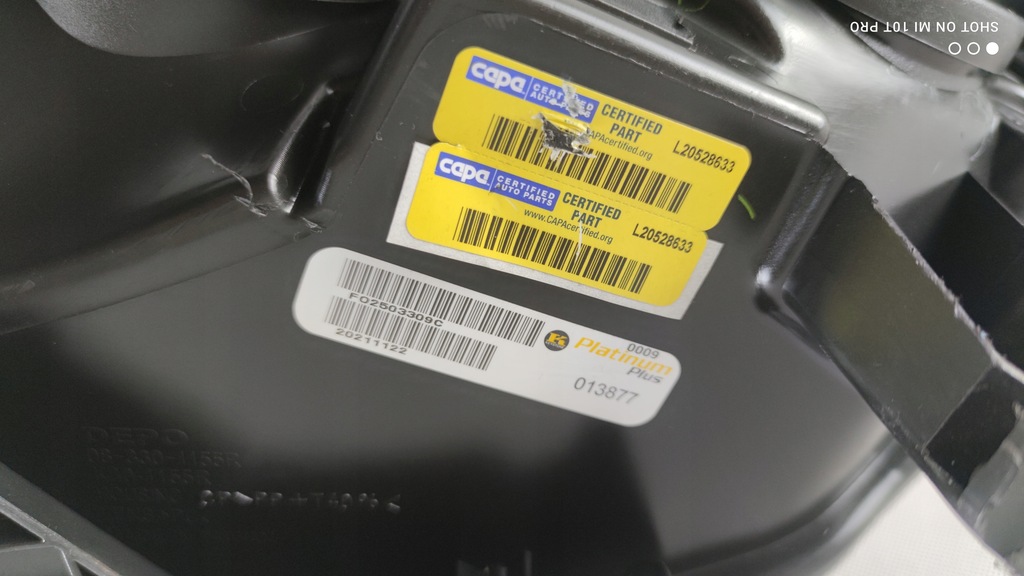 SHOT ON MI 10T PRO
capa CERTIFIED
AUTO PARTS
CERTIFIED
PART
CAPAcertified.org
L20528633
capa CERTIFIED
AUTO PARTS
CERTIFIED
PART
www.CAPAcertified.org
L20528633
FO2503309C
20211122
K
0009
Platinum
Plus
013877
DEPO